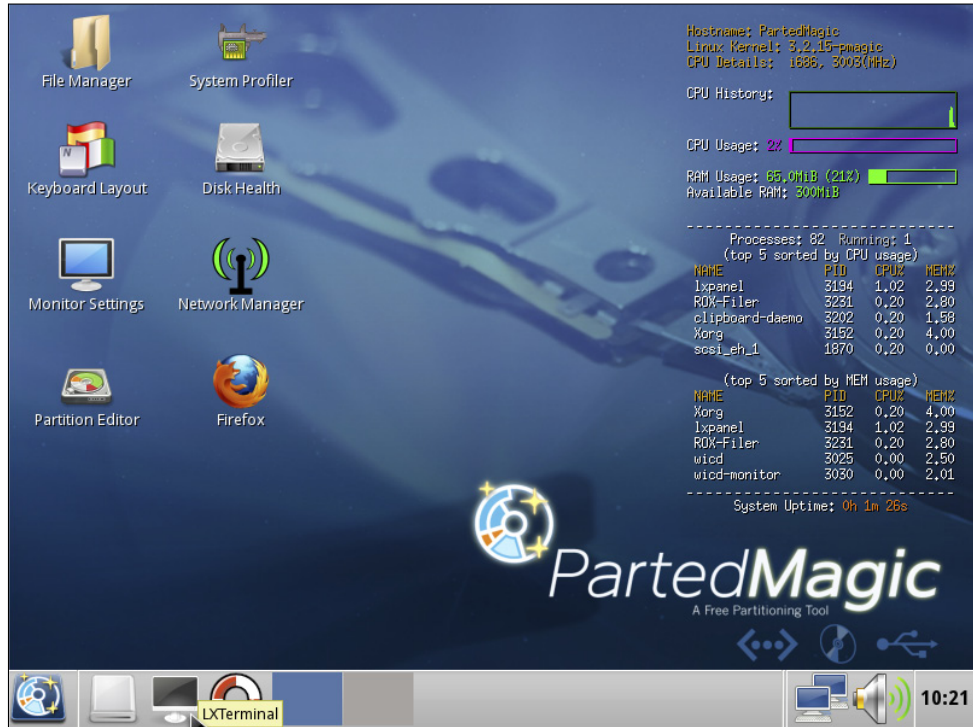 File Manager
System Profiler
Keyboard Layout
N
Disk Health
Monitor Settings
Network Manager
Partition Editor
Firefox
Hostname: PartedMagic
Linux Kernel: 3.2.15-pmagic
CPU Details: i686, 3003(MHz)
CPU History:
CPU Usage: 2%
RAM Usage: 65.0MiB (21%)
Available RAM: 300MiB
Processes: 82 Running: 1
(top 5 sorted by CPU usage)
NAME PID CPU% MEM%
lxpanel 3194 1.02 2.99
ROX-Filer 3231 0.20 2.80
clipboard-daemo 3202 0.20 1.58
Xorg 3152 0.20 4.00
scsi_eh_1 1870 0.20 0.00
(top 5 sorted by MEM usage)
NAME PID CPU% MEM%
Xorg 3152 0.20 4.00
lxpanel 3194 1.02 2.99
ROX-Filer 3231 0.20 2.80
wicd 3025 0.00 2.50
wicd-monitor 3030 0.00 2.01
System Uptime: 0h 1m 26s
PartedMagic
A Free Partitioning Tool
LXTerminal
10:21